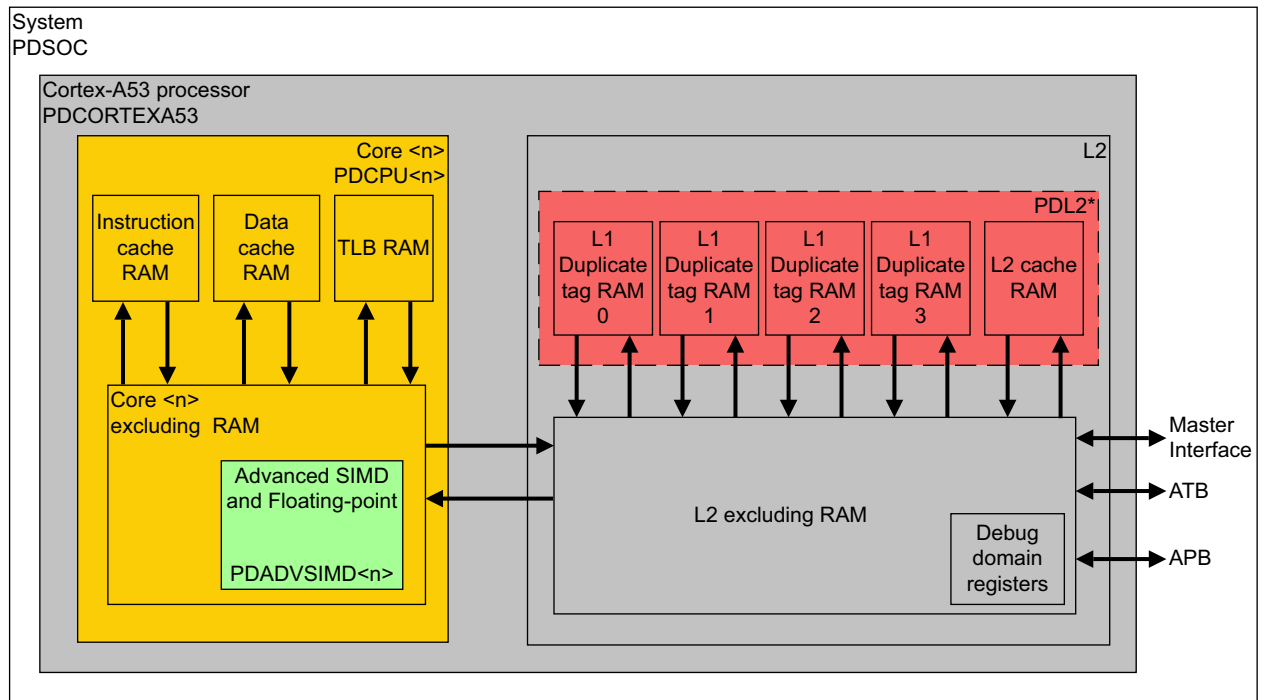 System
PDSOC
Cortex-A53 processor
PDCORTEXA53
Core <n>
PDCPU<n>
Instruction
cache
RAM
Data
cache
RAM
TLB RAM
Core <n>
excluding RAM
Advanced SIMD
and Floating-point
PDADVSIMD<n>
L2
PDL2*
L1
Duplicate
tag RAM
0
L1
Duplicate
tag RAM
1
L1
Duplicate
tag RAM
2
L1
Duplicate
tag RAM
3
L2 cache
RAM
L2 excluding RAM
Debug
domain
registers
Master
Interface
ATB
APB